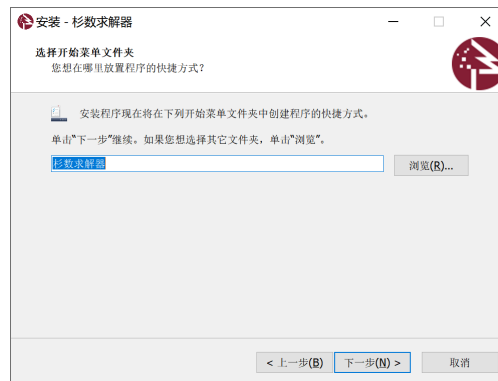 安装 - 杉数求解器
选择开始菜单文件夹
您想在哪里放置程序的快捷方式?
安装程序现在将在下列开始菜单文件夹中创建程序的快捷方式。
单击“下一步”继续。如果您想选择其它文件夹，单击“浏览”。
杉数求解器
浏览(R)...
< 上一步(B)
下一步(N) >
取消